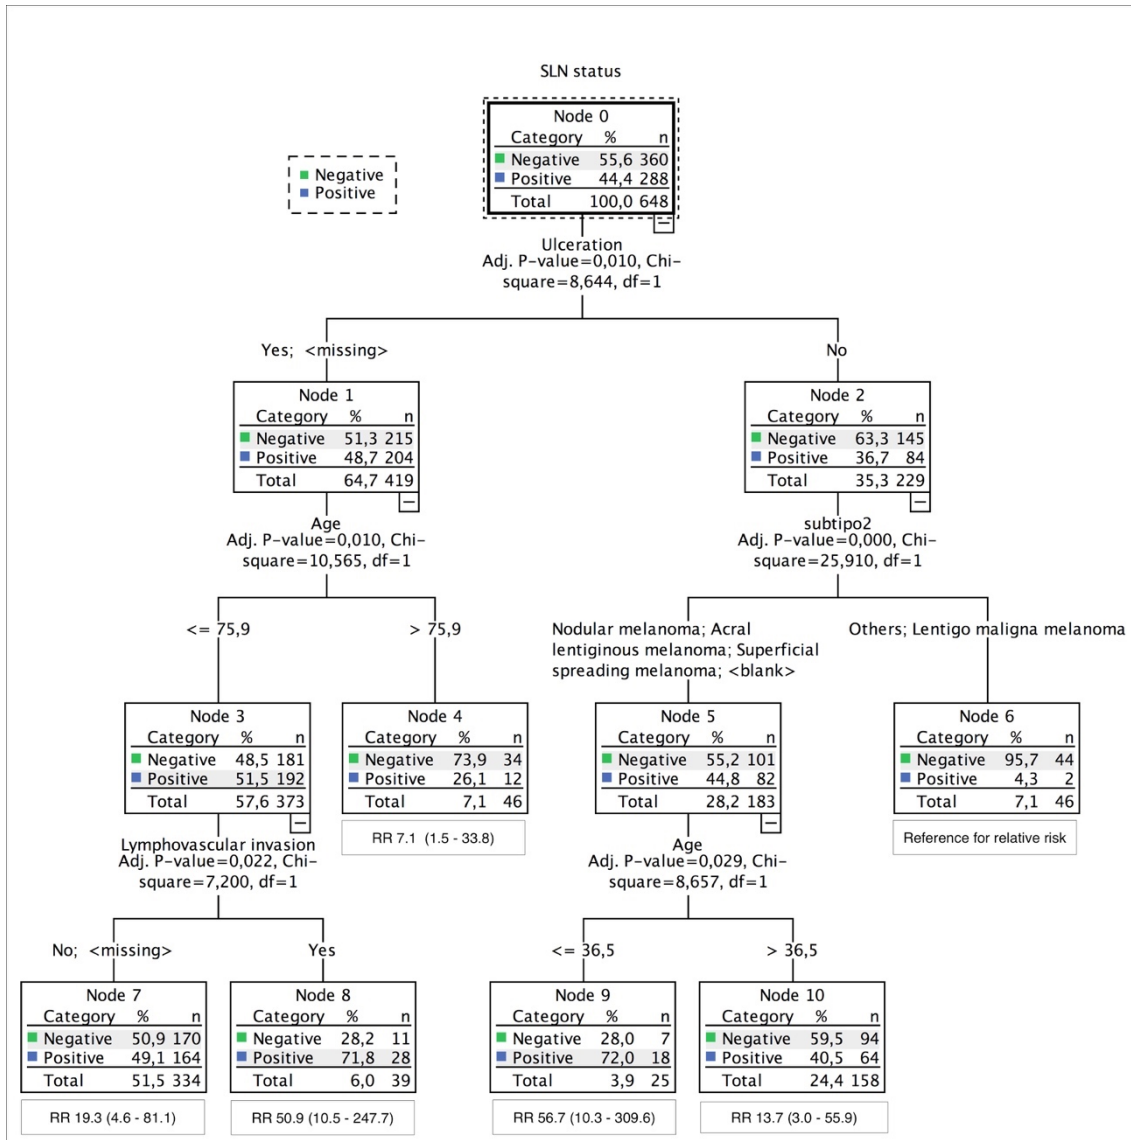 SLN status
Negative
Positive
Node 0
Category % n
Negative 55,6 360
Positive 44,4 288
Total 100,0 648
Ulceration
Adj. P-value=0,010, Chi-
square=8,644, df=1
Yes; <missing>
No
Node 1
Category % n
Negative 51,3 215
Positive 48,7 204
Total 64,7 419
Node 2
Category % n
Negative 63,3 145
Positive 36,7 84
Total 35,3 229
Age
Adj. P-value=0,010, Chi-
square=10,565, df=1
subtipo2
Adj. P-value=0,000, Chi-
square=25,910, df=1
<= 75,9
> 75,9
Nodular melanoma; Acral
lentiginous melanoma; Superficial
spreading melanoma; <blank>
Others; Lentigo maligna melanoma
Node 3
Category % n
Negative 48,5 181
Positive 51,5 192
Total 57,6 373
Node 4
Category % n
Negative 73,9 34
Positive 26,1 12
Total 7,1 46
RR 7.1 (1.5 - 33.8)
Node 5
Category % n
Negative 55,2 101
Positive 44,8 82
Total 28,2 183
Node 6
Category % n
Negative 95,7 44
Positive 4,3 2
Total 7,1 46
Reference for relative risk
Lymphovascular invasion
Adj. P-value=0,022, Chi-
square=7,200, df=1
Age
Adj. P-value=0,029, Chi-
square=8,657, df=1
No; <missing>
Yes
<= 36,5
> 36,5
Node 7
Category % n
Negative 50,9 170
Positive 49,1 164
Total 51,5 334
RR 19.3 (4.6 - 81.1)
Node 8
Category % n
Negative 28,2 11
Positive 71,8 28
Total 6,0 39
RR 50.9 (10.5 - 247.7)
Node 9
Category % n
Negative 28,0 7
Positive 72,0 18
Total 3,9 25
RR 56.7 (10.3 - 309.6)
Node 10
Category % n
Negative 59,5 94
Positive 40,5 64
Total 24,4 158
RR 13.7 (3.0 - 55.9)